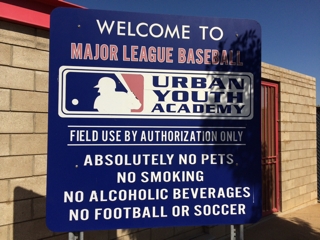 WELCOME TO
MAJOR LEAGUE BASEBALL
URBAN
YOUTH
ACADEMY
FIELD USE BY AUTHORIZATION ONLY
ABSOLUTELY NO PETS
NO SMOKING
NO ALCOHOLIC BEVERAGES
NO FOOTBALL OR SOCCER